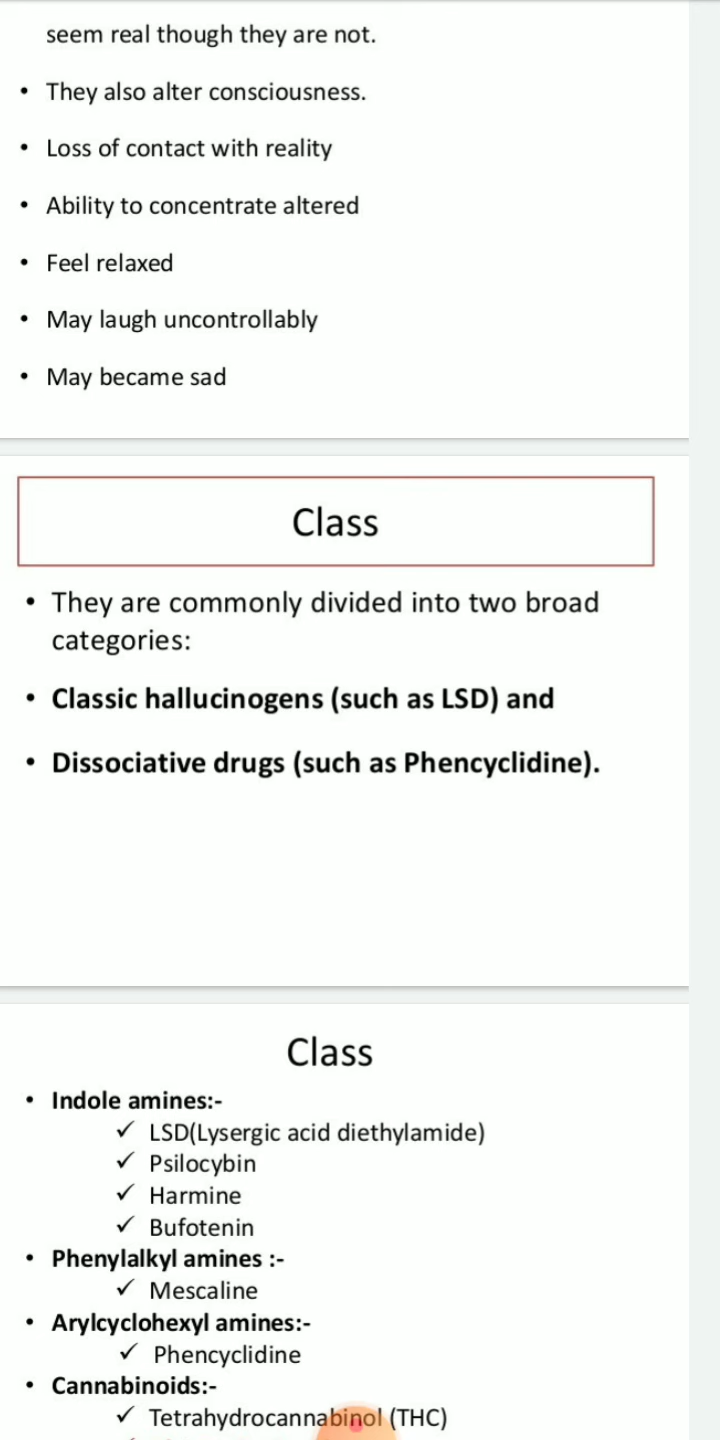 seem real though they are not.
• They also alter consciousness.
• Loss of contact with reality
• Ability to concentrate altered
• Feel relaxed
• May laugh uncontrollably
• May became sad
Class
• They are commonly divided into two broad
categories:
• Classic hallucinogens (such as LSD) and
• Dissociative drugs (such as Phencyclidine).
Class
• Indole amines:-
✓ LSD(Lysergic acid diethylamide)
✓ Psilocybin
✓ Harmine
✓ Bufotenin
• Phenylalkyl amines :-
✓ Mescaline
• Arylcyclohexyl amines:-
✓ Phencyclidine
• Cannabinoids:-
✓ Tetrahydrocannabinol (THC)